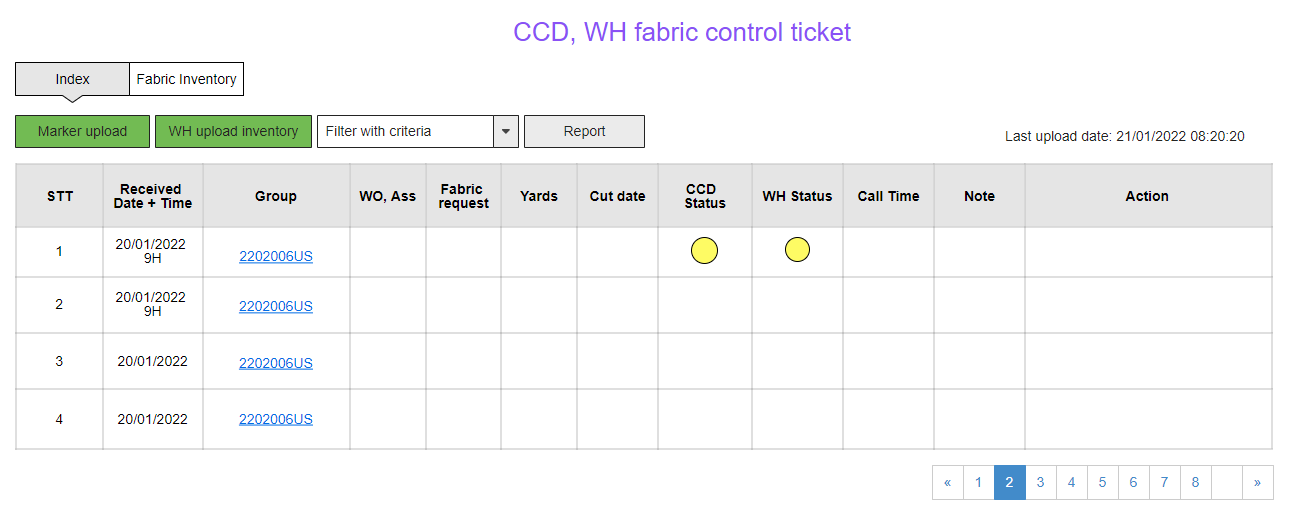 CCD, WH fabric control ticket
Index
Fabric Inventory
Marker upload
WH upload inventory
Filter with criteria
Report
Last upload date: 21/01/2022 08:20:20
STT
Received
Date + Time
Group
WO, Ass
Fabric
request
Yards
Cut date
CCD
Status
WH Status
Call Time
Note
Action
1
20/01/2022
9H
2202006US
2
20/01/2022
9H
2202006US
3
20/01/2022
2202006US
4
20/01/2022
2202006US
« 1 2 3 4 5 6 7 8 »